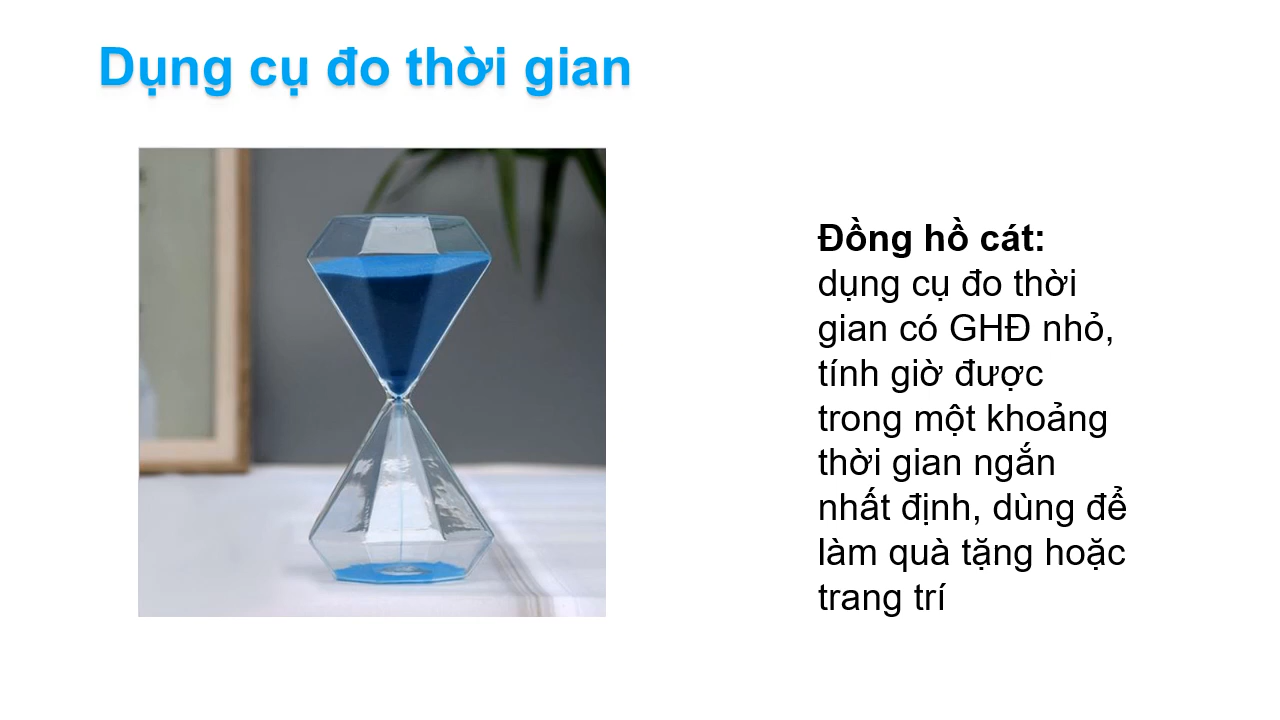 Dụng cụ đo thời gian
Đồng hồ cát:
dụng cụ đo thời
gian có GHĐ nhỏ,
tính giờ được
trong một khoảng
thời gian ngắn
nhất định, dùng để
làm quà tặng hoặc
trang trí